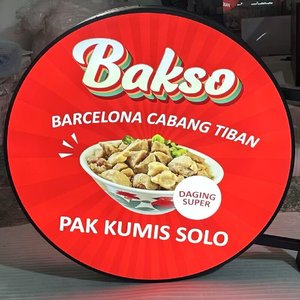 Bakso
BARCELONA CABANG TIBAN
DAGING
SUPER
PAK KUMIS SOLO